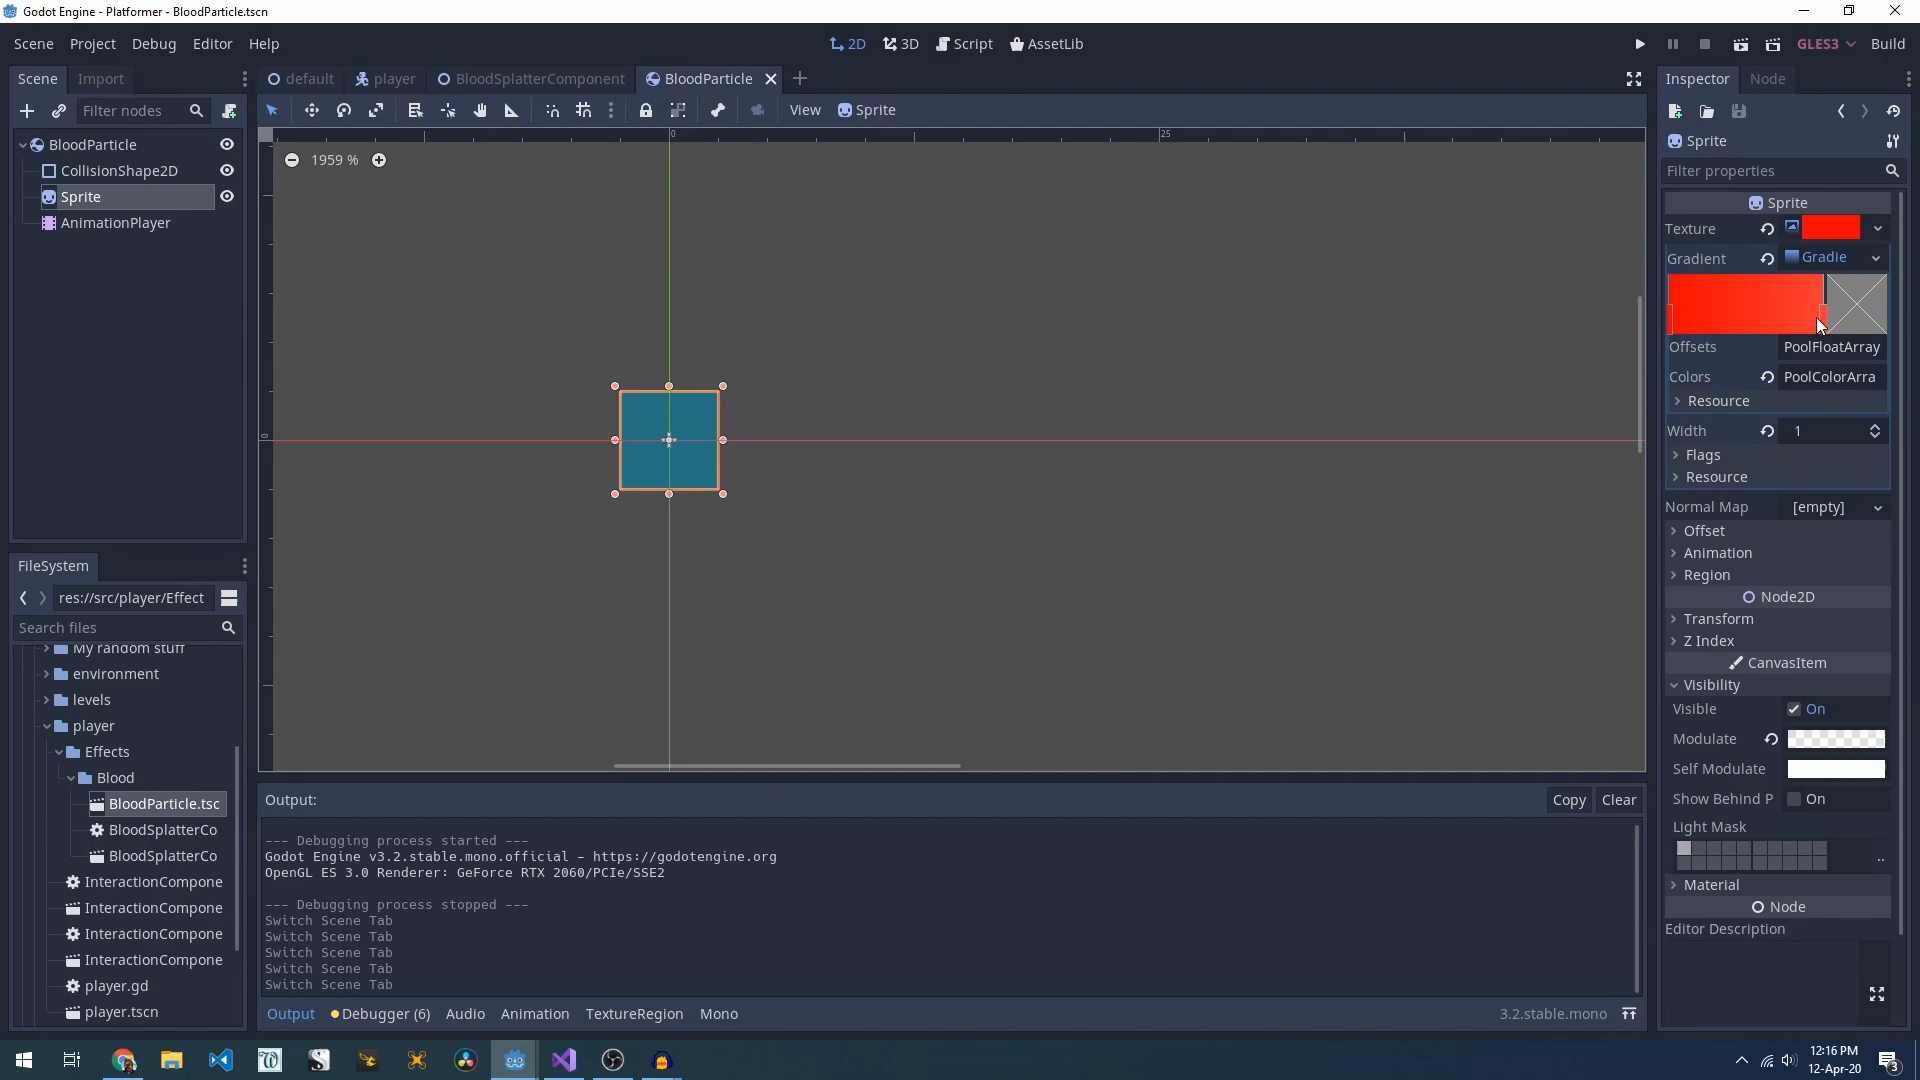 Godot Engine - Platformer - BloodParticle.tscn
Scene Project Debug Editor Help
2D 3D Script AssetLib
GLES3 Build
Scene Import
default player BloodSplatterComponent BloodParticle
Inspector Node
Filter nodes
View Sprite
BloodParticle
CollisionShape2D
Sprite
AnimationPlayer
0 25
0
1959 %
FileSystem
res://src/player/Effect
Search files
My random stuff
environment
levels
player
Effects
Blood
BloodParticle.tsc
BloodSplatterCo
BloodSplatterCo
InteractionCompone
InteractionCompone
InteractionCompone
InteractionCompone
player.gd
player.tscn
Output:
Copy Clear
--- Debugging process started ---
Godot Engine v3.2.stable.mono.official - https://godotengine.org
OpenGL ES 3.0 Renderer: GeForce RTX 2060/PCIe/SSE2
--- Debugging process stopped ---
Switch Scene Tab
Switch Scene Tab
Switch Scene Tab
Switch Scene Tab
Switch Scene Tab
Output Debugger (6) Audio Animation TextureRegion Mono
3.2.stable.mono
Sprite
Filter properties
Sprite
Texture
Gradient Gradie
Offsets PoolFloatArray
Colors PoolColorArra
Resource
Width 1
Flags
Resource
Normal Map [empty]
Offset
Animation
Region
Node2D
Transform
Z Index
CanvasItem
Visibility
Visible On
Modulate
Self Modulate
Show Behind P On
Light Mask
..
Material
Node
Editor Description
12:16 PM
12-Apr-20
3